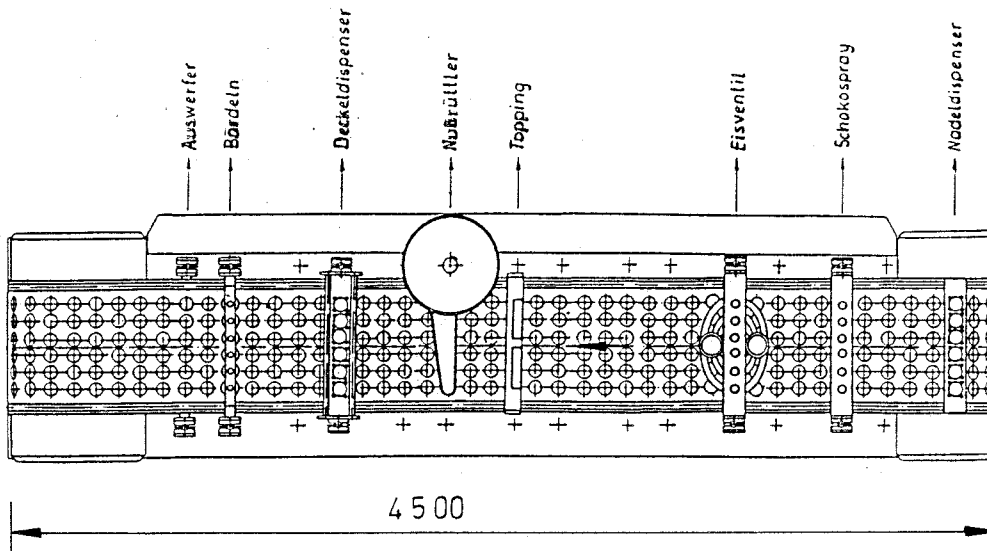 Auswerfer
Bördeln
Deckeldispenser
Nußrüttler
Topping
Eisventil
Schokospray
Nadeldispenser
4500